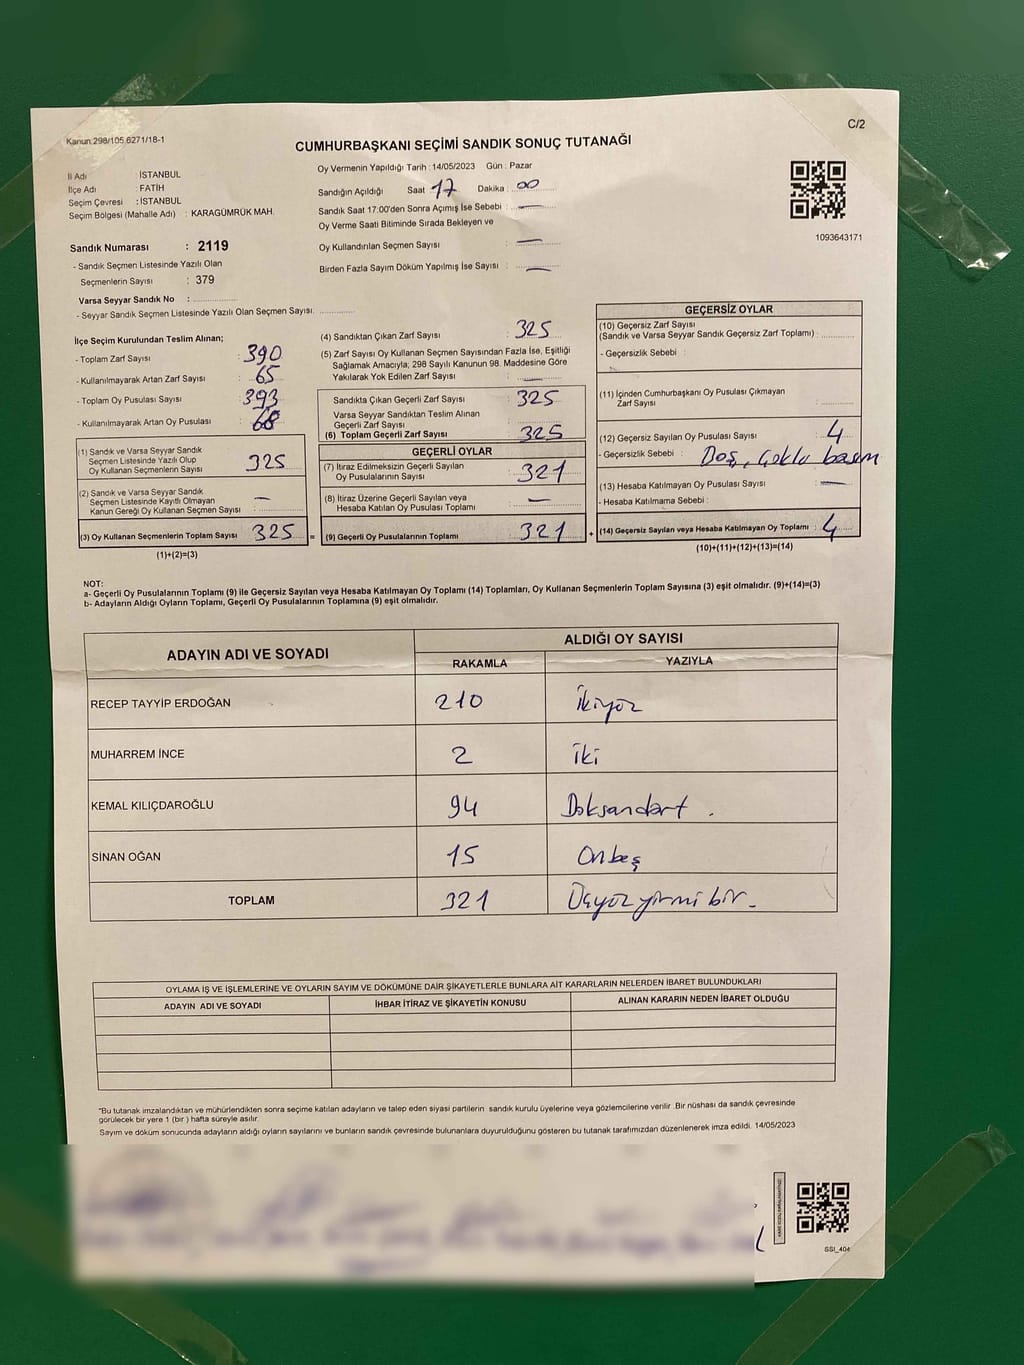 Kanun:298/105,6271/18-1
C/2
CUMHURBAŞKANI SEÇİMİ SANDIK SONUÇ TUTANAĞI
İl Adı : İSTANBUL
İlçe Adı : FATİH
Seçim Çevresi : İSTANBUL
Seçim Bölgesi (Mahalle Adı) : KARAGÜMRÜK MAH.
Sandık Numarası : 2119
- Sandık Seçmen Listesinde Yazılı Olan
Seçmenlerin Sayısı : 379
Varsa Seyyar Sandık No :
- Seyyar Sandık Seçmen Listesinde Yazılı Olan Seçmen Sayısı.
Oy Vermenin Yapıldığı Tarih :14/05/2023 Gün : Pazar
Sandığın Açıldığı Saat 17 Dakika : 00
Sandık Saat 17:00'den Sonra Açımış İse Sebebi : —
Oy Verme Saati Bitiminde Sırada Bekleyen ve
Oy Kullandırılan Seçmen Sayısı —
Birden Fazla Sayım Döküm Yapılmış İse Sayısı : —
1093643171
İlçe Seçim Kurulundan Teslim Alınan;
- Toplam Zarf Sayısı : 390
- Kullanılmayarak Artan Zarf Sayısı : 65
- Toplam Oy Pusulası Sayısı : 393
- Kullanılmayarak Artan Oy Pusulası : 68
(1) Sandık ve Varsa Seyyar Sandık
Seçmen Listesinde Yazılı Olup
Oy Kullanan Seçmenlerin Sayısı 325
(2) Sandık ve Varsa Seyyar Sandık
Seçmen Listesinde Kayıtlı Olmayan
Kanun Gereği Oy Kullanan Seçmen Sayısı : —
(3) Oy Kullanan Seçmenlerin Toplam Sayısı 325 =
(1)+(2)=(3)
(4) Sandıktan Çıkan Zarf Sayısı : 325
(5) Zarf Sayısı Oy Kullanan Seçmen Sayısından Fazla İse, Eşitliği
Sağlamak Amacıyla; 298 Sayılı Kanunun 98. Maddesine Göre
Yakılarak Yok Edilen Zarf Sayısı : —
Sandıkta Çıkan Geçerli Zarf Sayısı : 325
Varsa Seyyar Sandıktan Teslim Alınan
Geçerli Zarf Sayısı :
(6) Toplam Geçerli Zarf Sayısı 325
GEÇERLİ OYLAR
(7) İtiraz Edilmeksizin Geçerli Sayılan
Oy Pusulalarının Sayısı : 321
(8) İtiraz Üzerine Geçerli Sayılan veya
Hesaba Katılan Oy Pusulası Toplamı : —
(9) Geçerli Oy Pusulalarının Toplamı 321 +
GEÇERSİZ OYLAR
(10) Geçersiz Zarf Sayısı
(Sandık ve Varsa Seyyar Sandık Geçersiz Zarf Toplamı) :
- Geçersizlik Sebebi :
(11) İçinden Cumhurbaşkanı Oy Pusulası Çıkmayan
Zarf Sayısı :
(12) Geçersiz Sayılan Oy Pusulası Sayısı : 4
- Geçersizlik Sebebi : Boş, Çoklu basım
(13) Hesaba Katılmayan Oy Pusulası Sayısı : —
- Hesaba Katılmama Sebebi :
(14) Geçersiz Sayılan veya Hesaba Katılmayan Oy Toplamı : 4
(10)+(11)+(12)+(13)=(14)
NOT:
a- Geçerli Oy Pusulalarının Toplamı (9) ile Geçersiz Sayılan veya Hesaba Katılmayan Oy Toplamı (14) Toplamları, Oy Kullanan Seçmenlerin Toplam Sayısına (3) eşit olmalıdır. (9)+(14)=(3)
b- Adayların Aldığı Oyların Toplamı, Geçerli Oy Pusulalarının Toplamına (9) eşit olmalıdır.
ADAYIN ADI VE SOYADI ALDIĞI OY SAYISI
RAKAMLA YAZIYLA
RECEP TAYYİP ERDOĞAN 210 İkiyüz
MUHARREM İNCE 2 İki
KEMAL KILIÇDAROĞLU 94 Doksandört .
SİNAN OĞAN 15 Onbeş
TOPLAM 321 Üçyüz yirmi bir .
OYLAMA İŞ VE İŞLEMLERİNE VE OYLARIN SAYIM VE DÖKÜMÜNE DAİR ŞİKAYETLERLE BUNLARA AİT KARARLARIN NELERDEN İBARET BULUNDUKLARI
ADAYIN ADI VE SOYADI İHBAR İTİRAZ VE ŞİKAYETİN KONUSU ALINAN KARARIN NEDEN İBARET OLDUĞU
"Bu tutanak imzalandıktan ve mühürlendikten sonra seçime katılan adayların ve talep eden siyasi partilerin sandık kurulu üyelerine veya gözlemcilerine verilir .Bir nüshası da sandık çevresinde
görülecek bir yere 1 (bir ) hafta süreyle asılır.
Sayım ve döküm sonucunda adayların aldığı oyların sayılarını ve bunların sandık çevresinde bulunanlara duyurulduğunu gösteren bu tutanak tarafımızdan düzenlenerek imza edildi. 14/05/2023
SSI_404